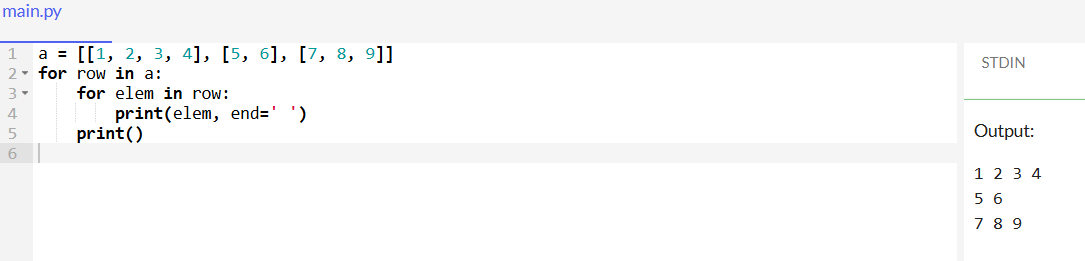 main.py
1 a = [[1, 2, 3, 4], [5, 6], [7, 8, 9]]
2 for row in a:
3     for elem in row:
4         print(elem, end=' ')
5     print()
6
STDIN
Output:
1 2 3 4
5 6
7 8 9